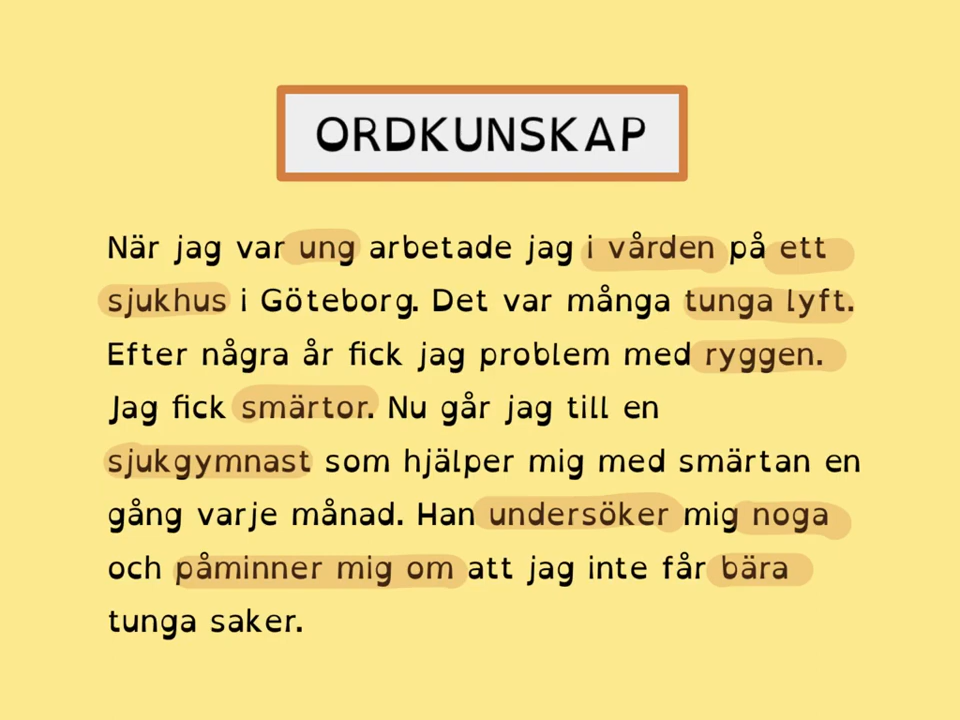 ORDKUNSKAP
När jag var ung arbetade jag i vården på ett
sjukhus i Göteborg. Det var många tunga lyft.
Efter några år fick jag problem med ryggen.
Jag fick smärtor. Nu går jag till en
sjukgymnast som hjälper mig med smärtan en
gång varje månad. Han undersöker mig noga
och påminner mig om att jag inte får bära
tunga saker.